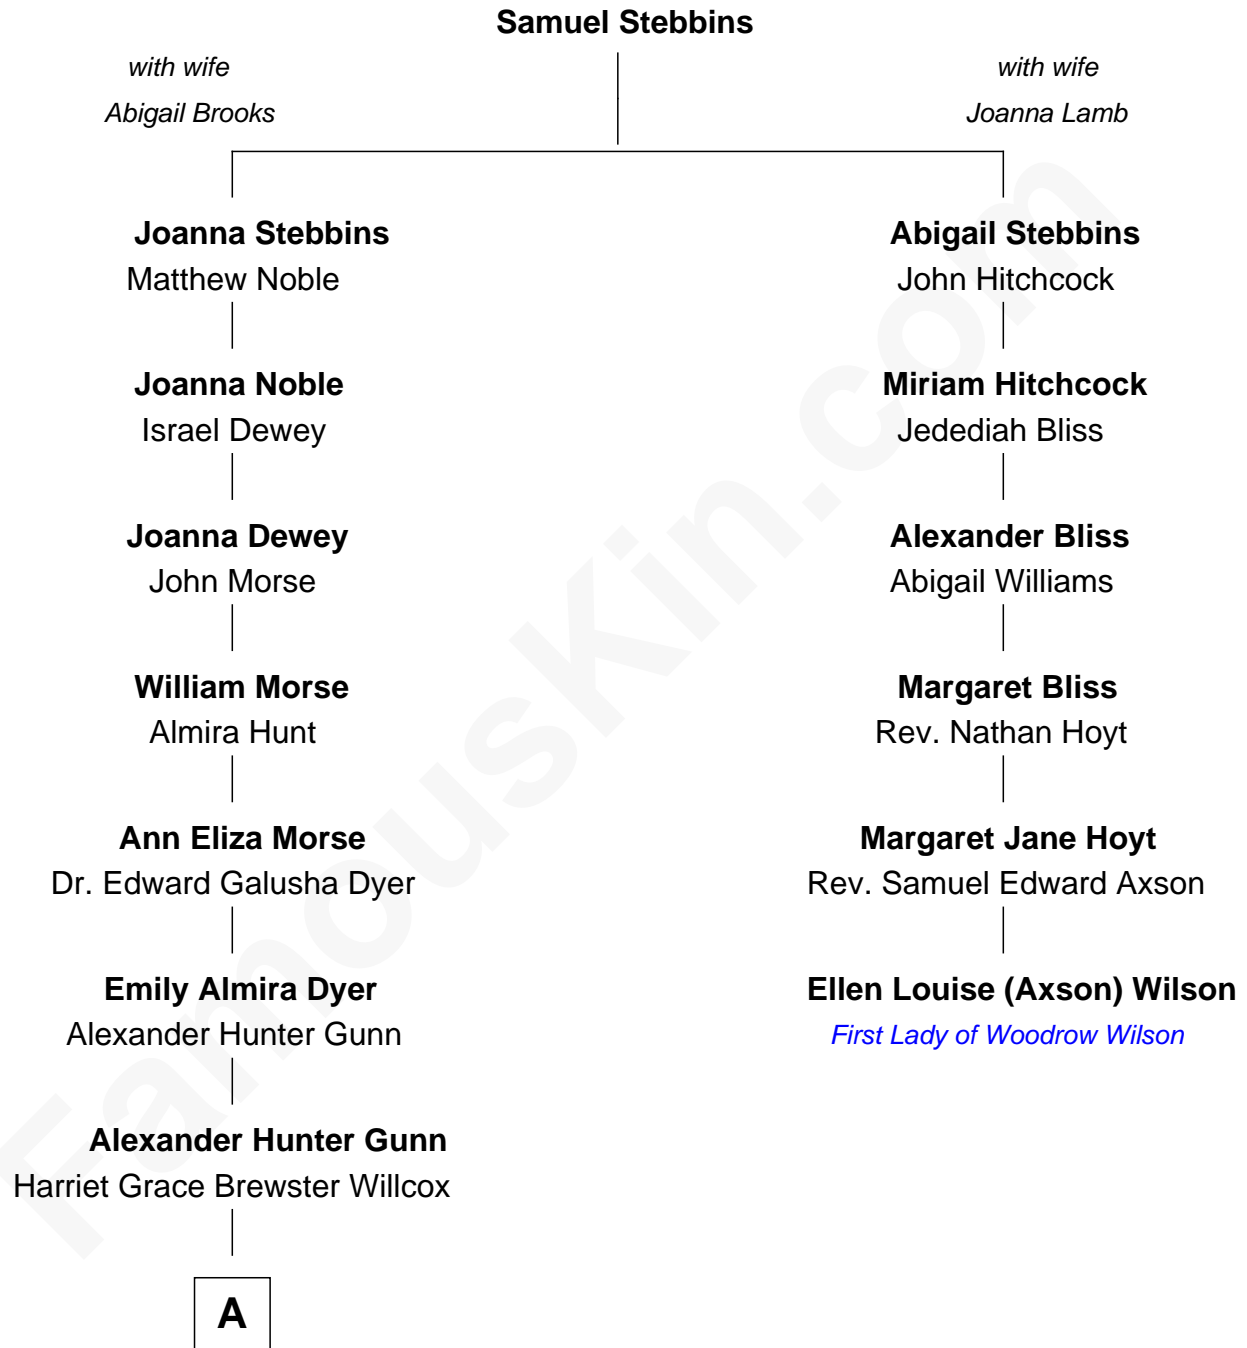 Samuel Stebbins
with wife
Abigail Brooks
with wife
Joanna Lamb
Joanna Stebbins
Matthew Noble
Abigail Stebbins
John Hitchcock
Joanna Noble
Israel Dewey
Miriam Hitchcock
Jedediah Bliss
Joanna Dewey
John Morse
Alexander Bliss
Abigail Williams
William Morse
Almira Hunt
Margaret Bliss
Rev. Nathan Hoyt
Ann Eliza Morse
Dr. Edward Galusha Dyer
Margaret Jane Hoyt
Rev. Samuel Edward Axson
Emily Almira Dyer
Alexander Hunter Gunn
Ellen Louise (Axson) Wilson
First Lady of Woodrow Wilson
Alexander Hunter Gunn
Harriet Grace Brewster Willcox
A
FamousKin.com